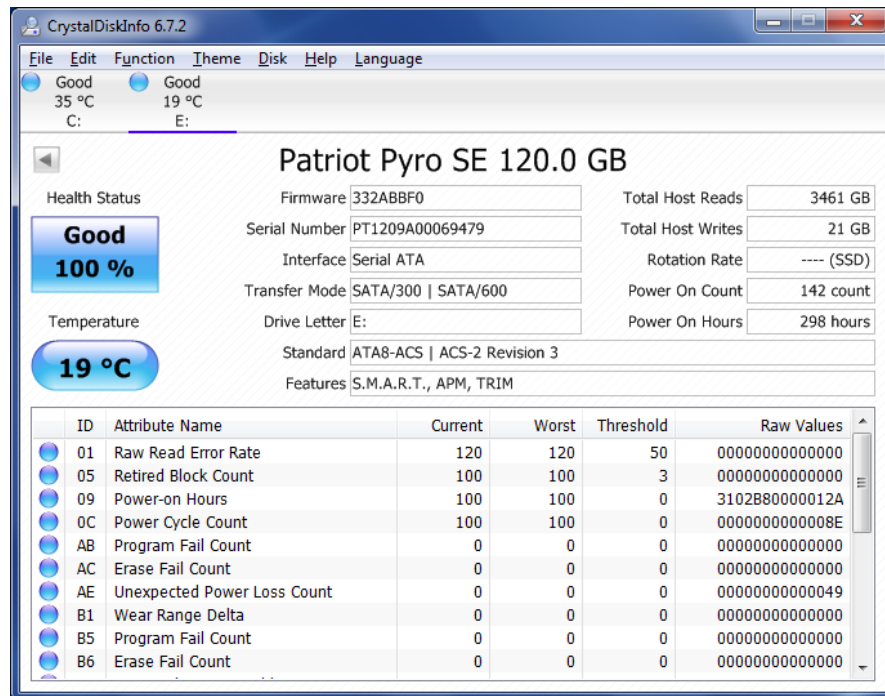 CrystalDiskInfo 6.7.2
File Edit Function Theme Disk Help Language
Good Good
35 °C 19 °C
C: E:
Patriot Pyro SE 120.0 GB
Health Status
Good
100 %
Temperature
19 °C
Firmware 332ABBF0
Serial Number PT1209A00069479
Interface Serial ATA
Transfer Mode SATA/300 | SATA/600
Drive Letter E:
Standard ATA8-ACS | ACS-2 Revision 3
Features S.M.A.R.T., APM, TRIM
Total Host Reads 3461 GB
Total Host Writes 21 GB
Rotation Rate ---- (SSD)
Power On Count 142 count
Power On Hours 298 hours
ID Attribute Name Current Worst Threshold Raw Values
01 Raw Read Error Rate 120 120 50 00000000000000
05 Retired Block Count 100 100 3 00000000000000
09 Power-on Hours 100 100 0 3102B80000012A
0C Power Cycle Count 100 100 0 0000000000008E
AB Program Fail Count 0 0 0 00000000000000
AC Erase Fail Count 0 0 0 00000000000000
AE Unexpected Power Loss Count 0 0 0 00000000000049
B1 Wear Range Delta 0 0 0 00000000000000
B5 Program Fail Count 0 0 0 00000000000000
B6 Erase Fail Count 0 0 0 00000000000000